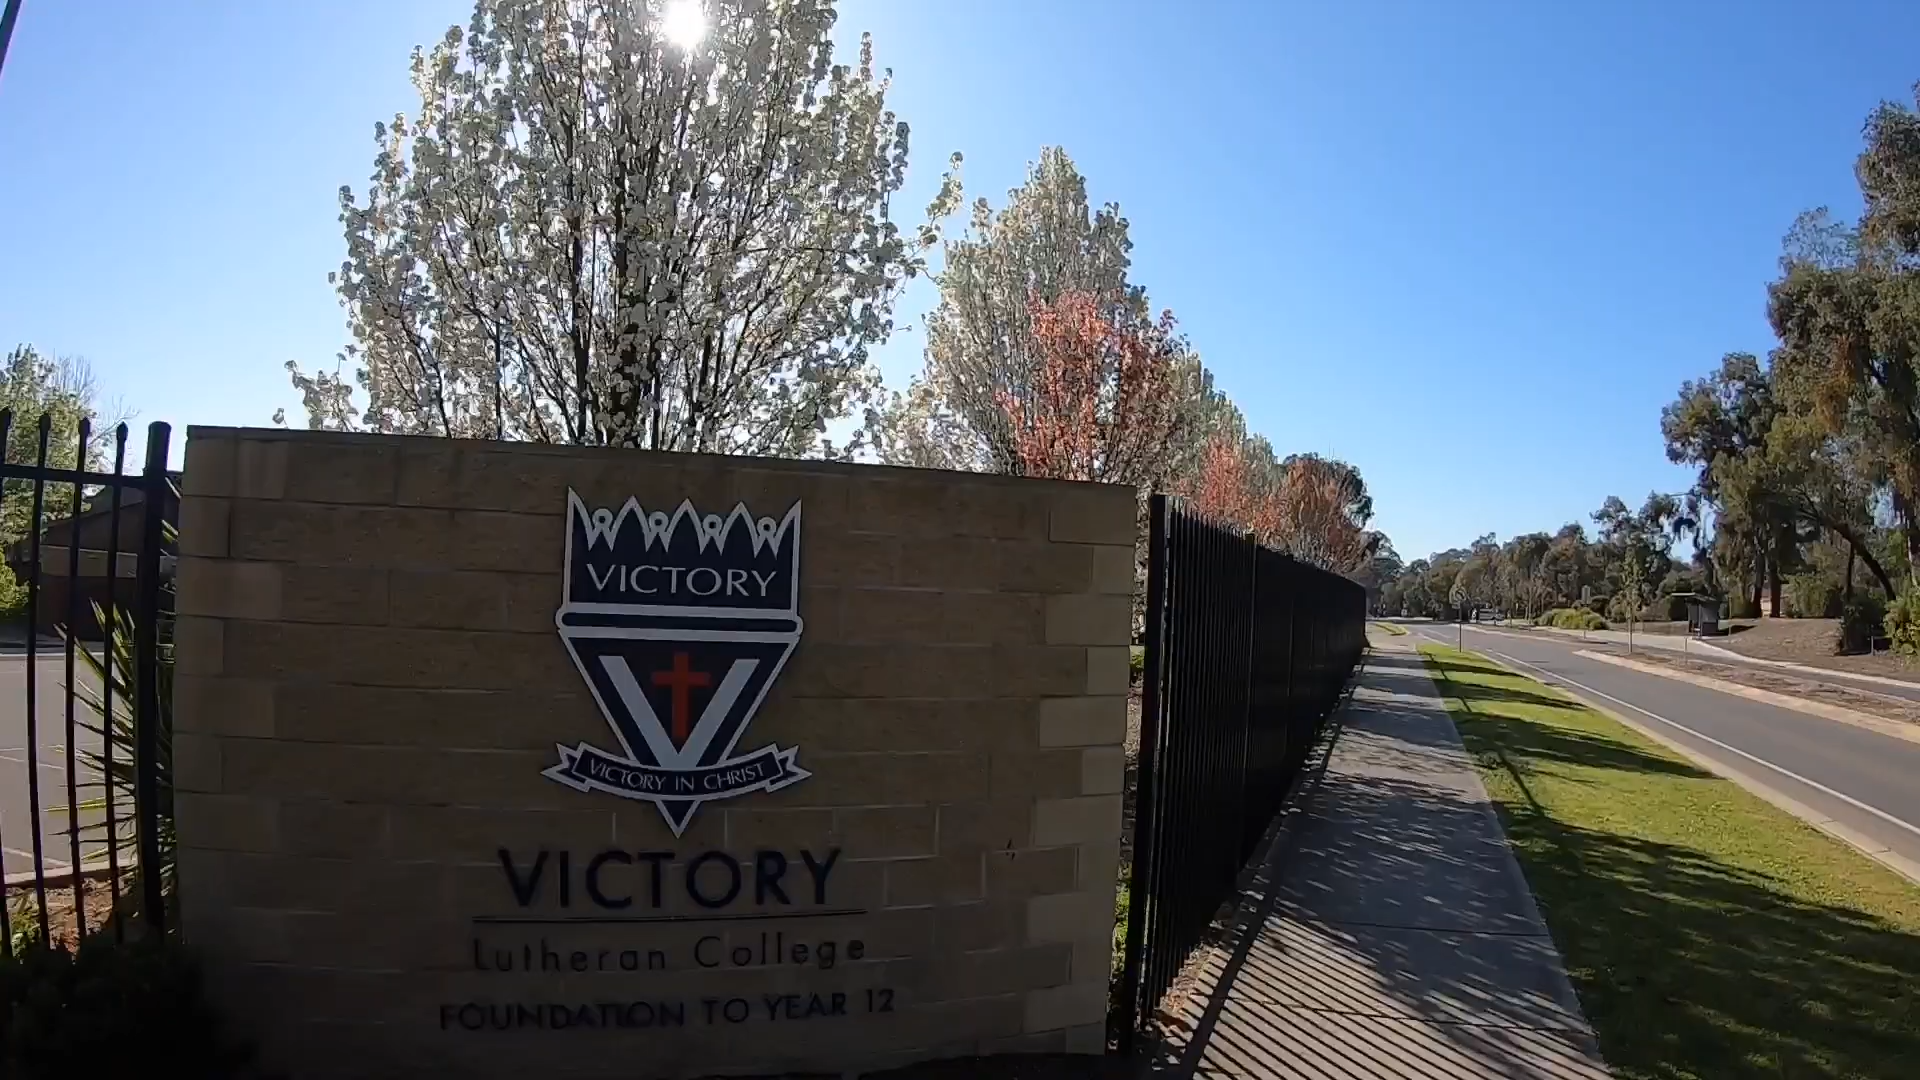 VICTORY
VICTORY IN CHRIST
VICTORY
Lutheran College
FOUNDATION TO YEAR 12